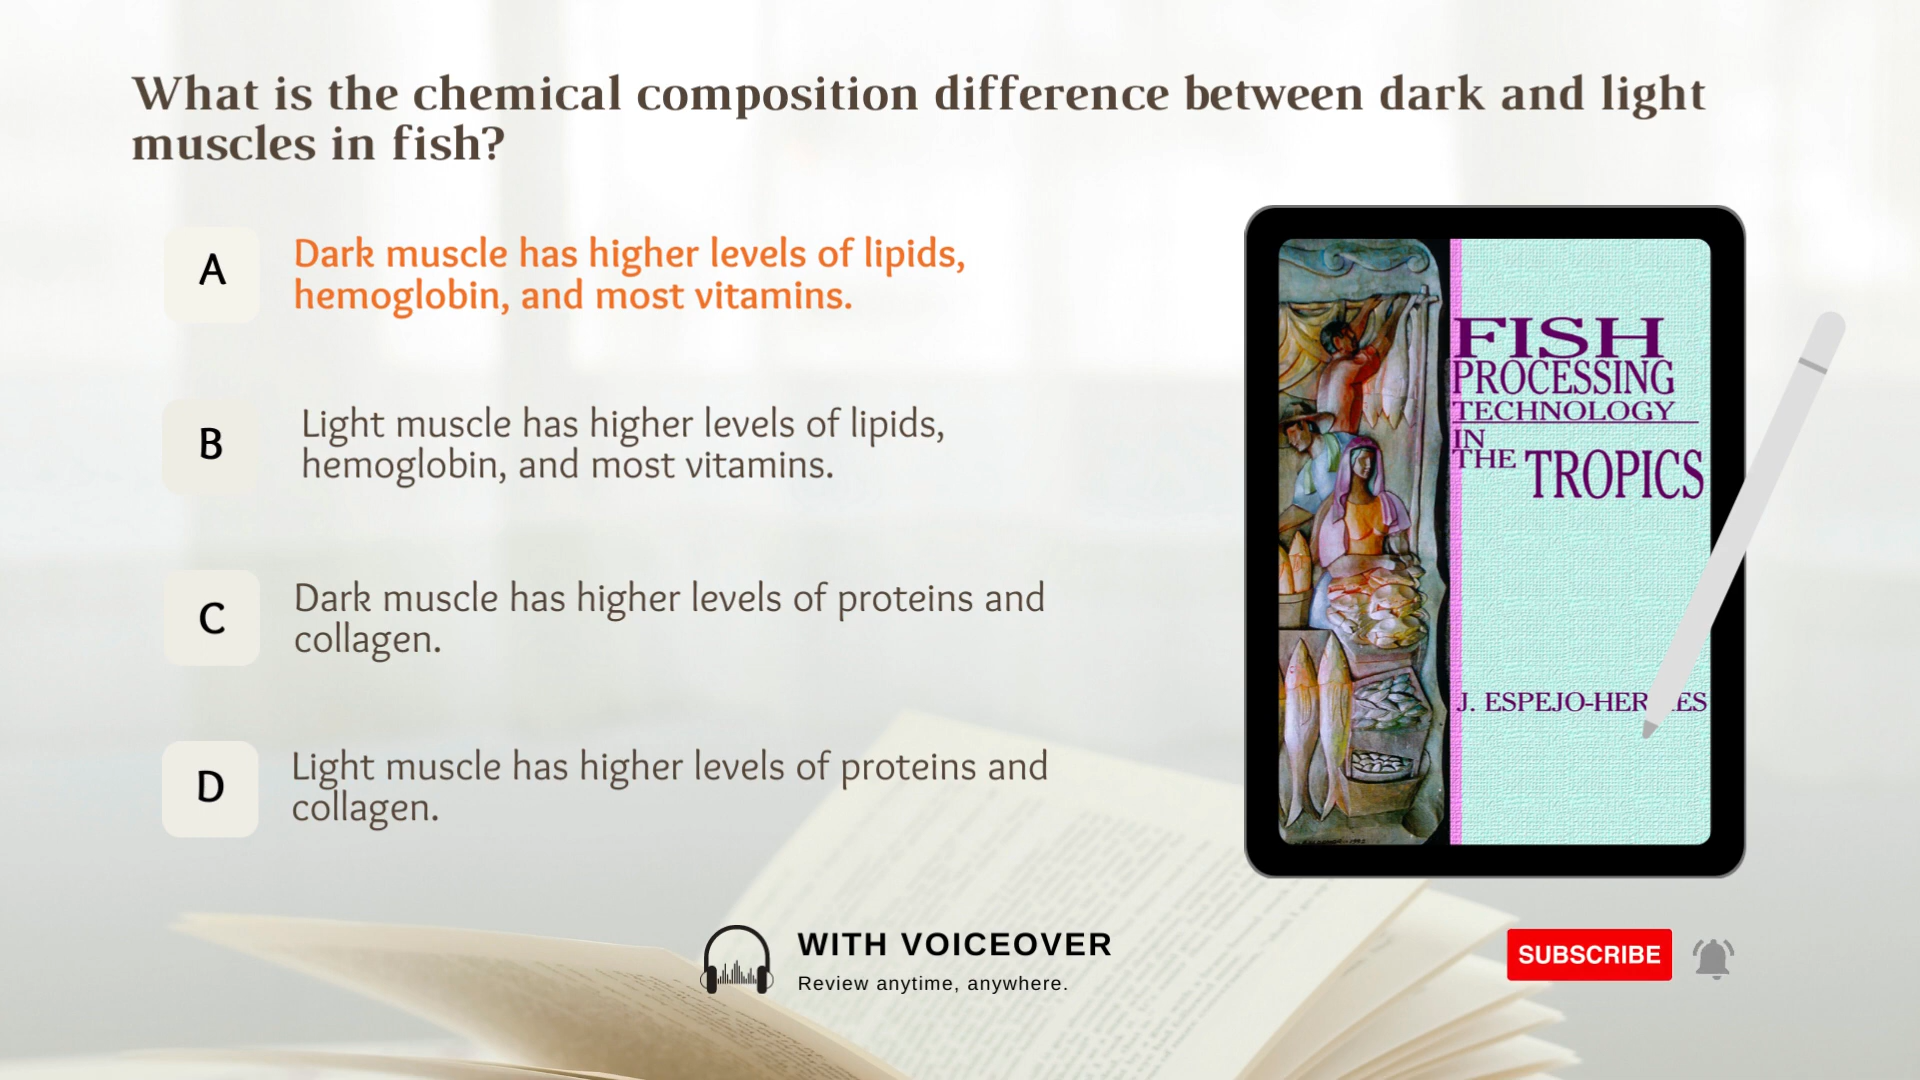 What is the chemical composition difference between dark and light
muscles in fish?
A
Dark muscle has higher levels of lipids,
hemoglobin, and most vitamins.
B
Light muscle has higher levels of lipids,
hemoglobin, and most vitamins.
C
Dark muscle has higher levels of proteins and
collagen.
D
Light muscle has higher levels of proteins and
collagen.
FISH
PROCESSING
TECHNOLOGY
IN
THE TROPICS
J. ESPEJO-HER ES
WITH VOICEOVER
Review anytime, anywhere.
SUBSCRIBE